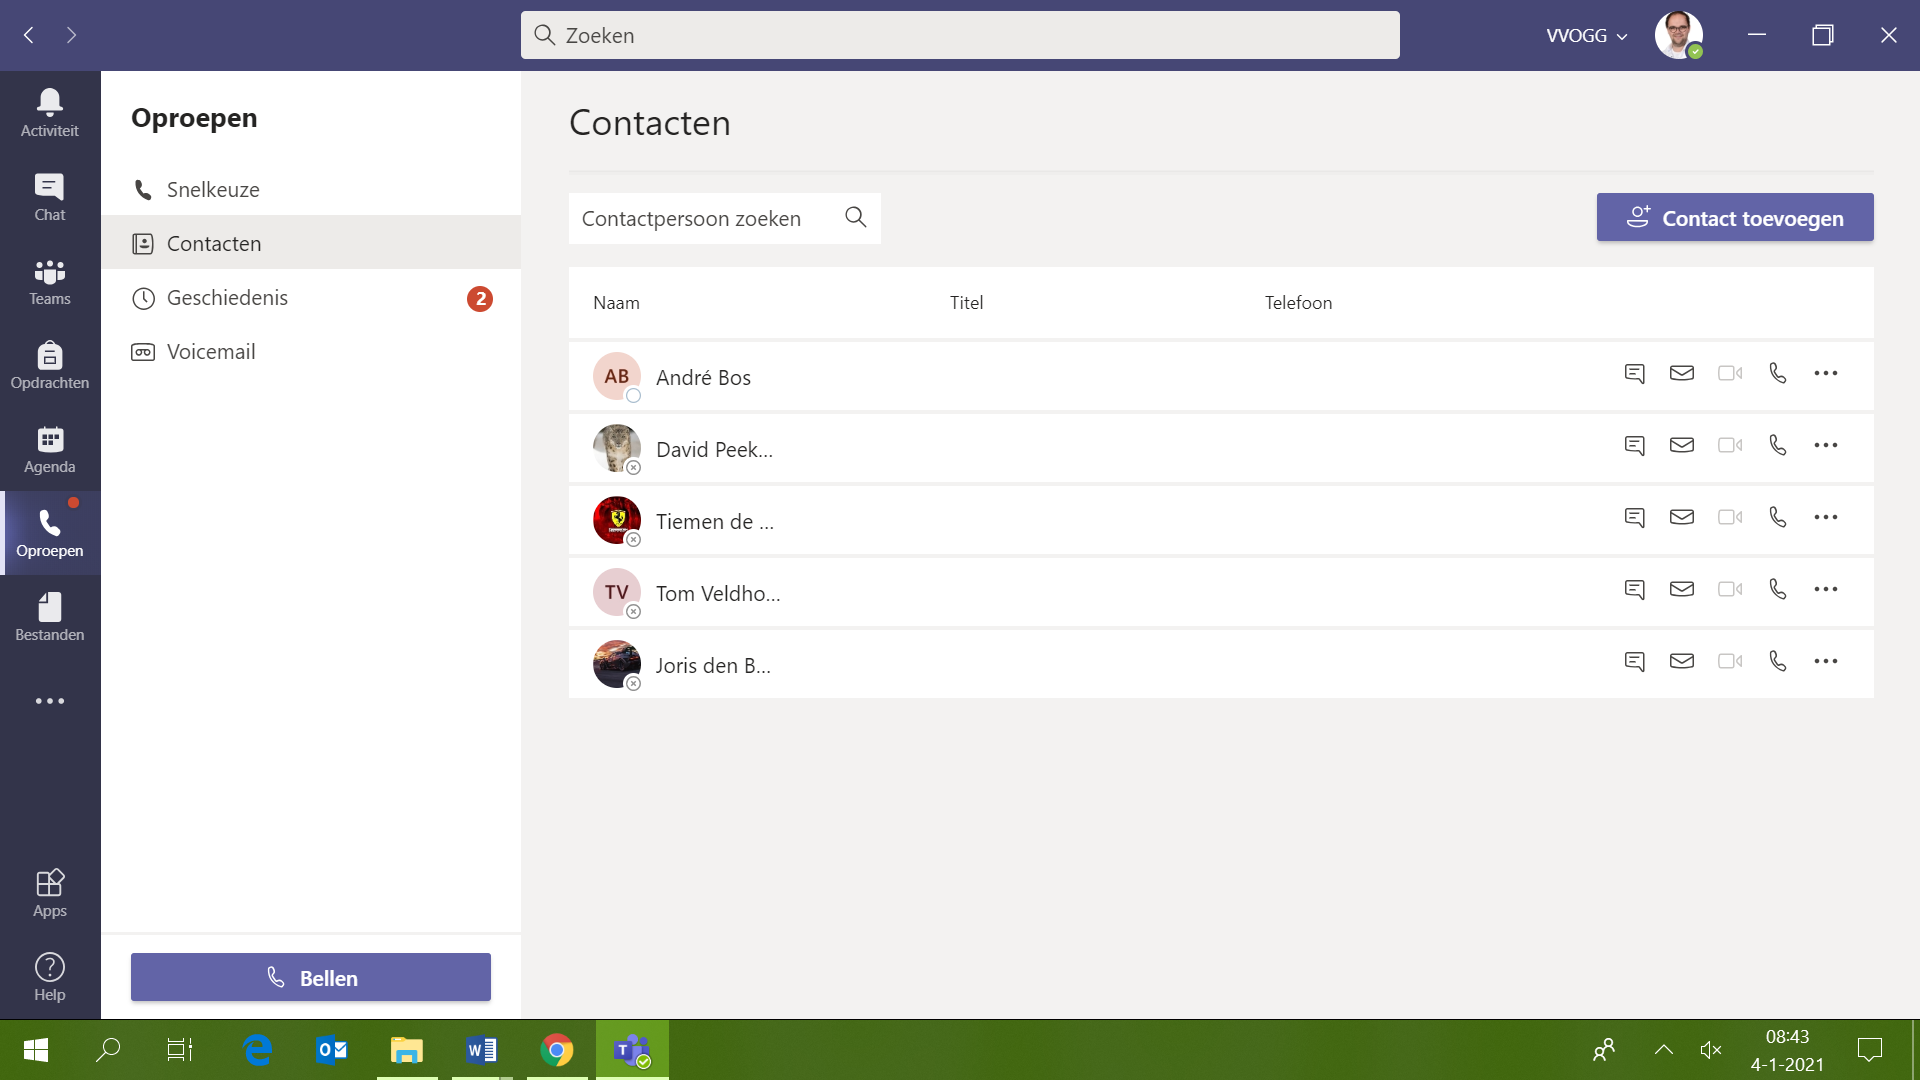 Zoeken
VVOGG
Activiteit
Chat
Teams
Opdrachten
Agenda
Oproepen
Bestanden
Apps
Help
Oproepen
Snelkeuze
Contacten
Geschiedenis 2
Voicemail
Bellen
Contacten
Contactpersoon zoeken
Contact toevoegen
Naam Titel Telefoon
AB André Bos
David Peek...
Tiemen de ...
TV Tom Veldho...
Joris den B...
08:43
4-1-2021